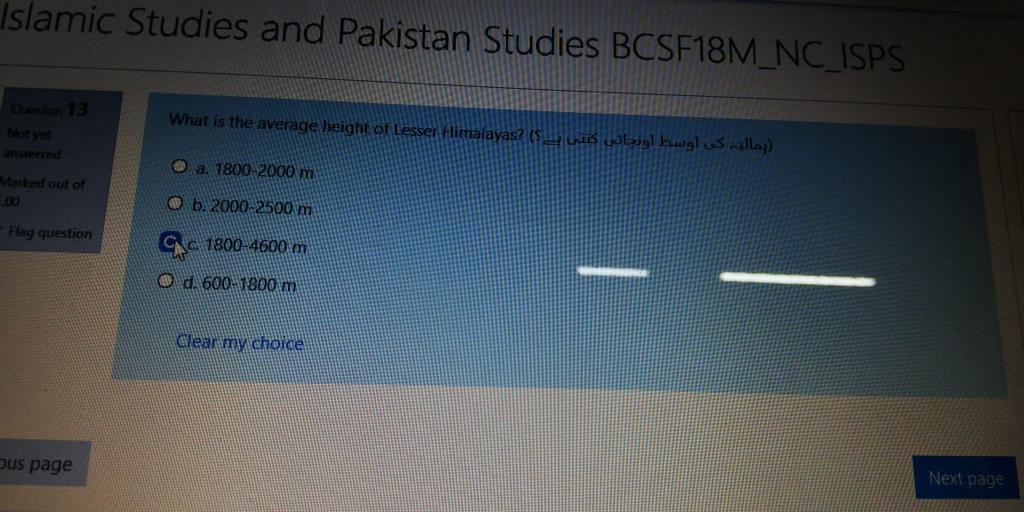 Islamic Studies and Pakistan Studies BCSF18M_NC_ISPS
Question 13
Not yet
answered
Marked out of
.00
Flag question
What is the average height of Lesser Himalayas? (ہمالیہ کی اوسط اونچائی کتنی ہے؟)
a. 1800-2000 m
b. 2000-2500 m
c. 1800-4600 m
d. 600-1800 m
Clear my choice
ous page
Next page